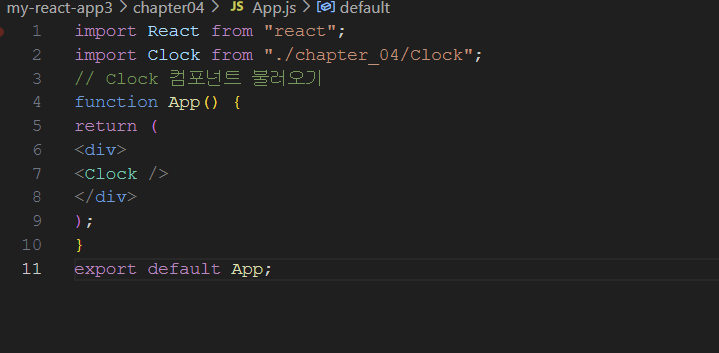 my-react-app3 > chapter04 > JS App.js > default
1 import React from "react";
2 import Clock from "./chapter_04/Clock";
3 // Clock 컴포넌트 불러오기
4 function App() {
5 return (
6 <div>
7 <Clock />
8 </div>
9 );
10 }
11 export default App;